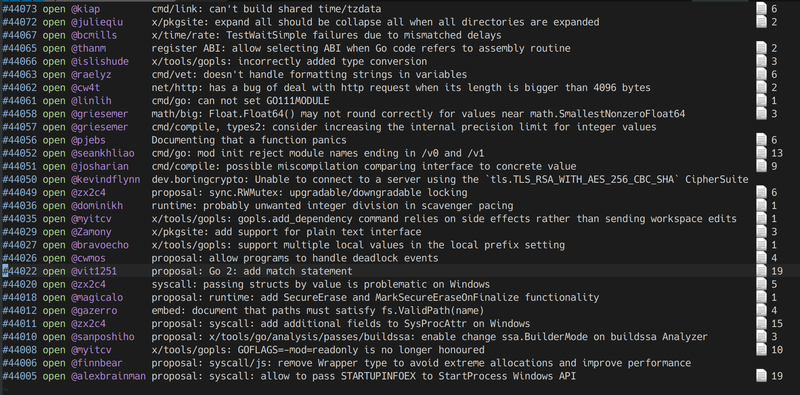 #44073 open @kiap cmd/link: can't build shared time/tzdata 6
#44072 open @julieqiu x/pkgsite: expand all should be collapse all when all directories are expanded 2
#44067 open @bcmills x/time/rate: TestWaitSimple failures due to mismatched delays
#44065 open @thanm register ABI: allow selecting ABI when Go code refers to assembly routine 2
#44066 open @islishude x/tools/gopls: incorrectly added type conversion 3
#44063 open @raelyz cmd/vet: doesn't handle formatting strings in variables 6
#44062 open @cw4t net/http: has a bug of deal with http request when its length is bigger than 4096 bytes 2
#44061 open @linlih cmd/go: can not set GO111MODULE 1
#44058 open @griesemer math/big: Float.Float64() may not round correctly for values near math.SmallestNonzeroFloat64 3
#44057 open @griesemer cmd/compile, types2: consider increasing the internal precision limit for integer values
#44056 open @pjebs Documenting that a function panics 6
#44052 open @seankhliao cmd/go: mod init reject module names ending in /v0 and /v1 13
#44051 open @josharian cmd/compile: possible miscompilation comparing interface to concrete value 9
#44050 open @kevindflynn dev.boringcrypto: Unable to connect to a server using the `tls.TLS_RSA_WITH_AES_256_CBC_SHA` CipherSuite
#44049 open @zx2c4 proposal: sync.RWMutex: upgradable/downgradable locking 6
#44036 open @dominikh runtime: probably unwanted integer division in scavenger pacing 1
#44035 open @myitcv x/tools/gopls: gopls.add_dependency command relies on side effects rather than sending workspace edits 1
#44029 open @Zamony x/pkgsite: add support for plain text interface 3
#44027 open @bravoecho x/tools/gopls: support multiple local values in the local prefix setting 1
#44026 open @cwmos proposal: allow programs to handle deadlock events 4
#44022 open @vit1251 proposal: Go 2: add match statement 19
#44020 open @zx2c4 syscall: passing structs by value is problematic on Windows 5
#44018 open @magicalo proposal: runtime: add SecureErase and MarkSecureEraseOnFinalize functionality 1
#44012 open @gazerro embed: document that paths must satisfy fs.ValidPath(name) 4
#44011 open @zx2c4 proposal: syscall: add additional fields to SysProcAttr on Windows 15
#44010 open @sanposhiho proposal: x/tools/go/analysis/passes/buildssa: enable change ssa.BuilderMode on buildssa Analyzer 3
#44008 open @myitcv x/tools/gopls: GOFLAGS=-mod=readonly is no longer honoured 10
#44006 open @finnbear proposal: syscall/js: remove Wrapper type to avoid extreme allocations and improve performance
#44005 open @alexbrainman proposal: syscall: allow to pass STARTUPINFOEX to StartProcess Windows API 19